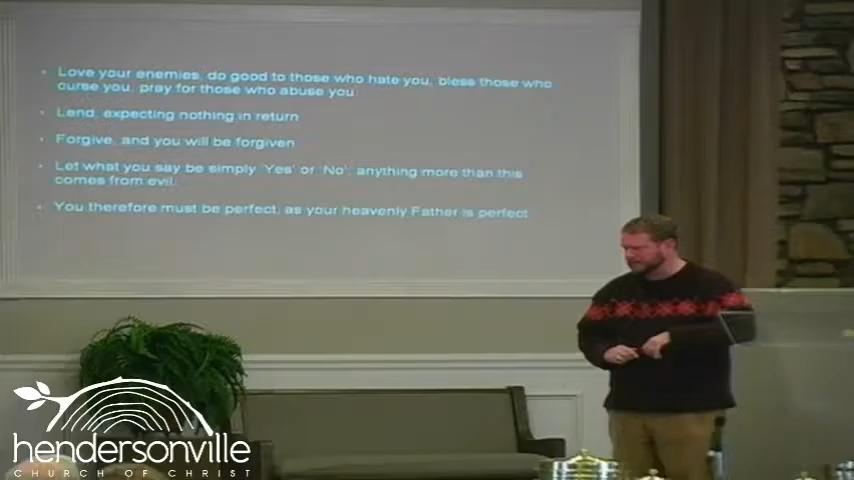 Love your enemies, do good to those who hate you, bless those who
curse you, pray for those who abuse you
Lend, expecting nothing in return
Forgive, and you will be forgiven
Let what you say be simply 'Yes' or 'No'; anything more than this
comes from evil.
You therefore must be perfect, as your heavenly Father is perfect
hendersonville
CHURCH OF CHRIST